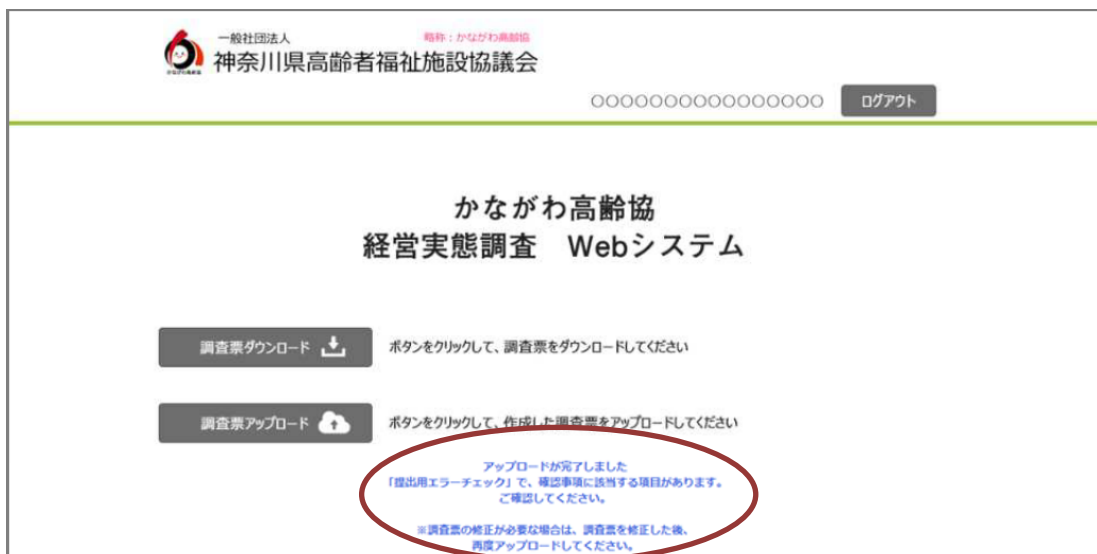 一般社団法人
略称：かながわ高齢協
神奈川県高齢者福祉施設協議会
かながわ高齢協
○○○○○○○○○○○○○○○○
ログアウト
かながわ高齢協
経営実態調査　Webシステム
調査票ダウンロード
ボタンをクリックして、調査票をダウンロードしてください
調査票アップロード
ボタンをクリックして、作成した調査票をアップロードしてください
アップロードが完了しました
「提出用エラーチェック」で、確認事項に該当する項目があります。
ご確認してください。
※調査票の修正が必要な場合は、調査票を修正した後、
再度アップロードしてください。